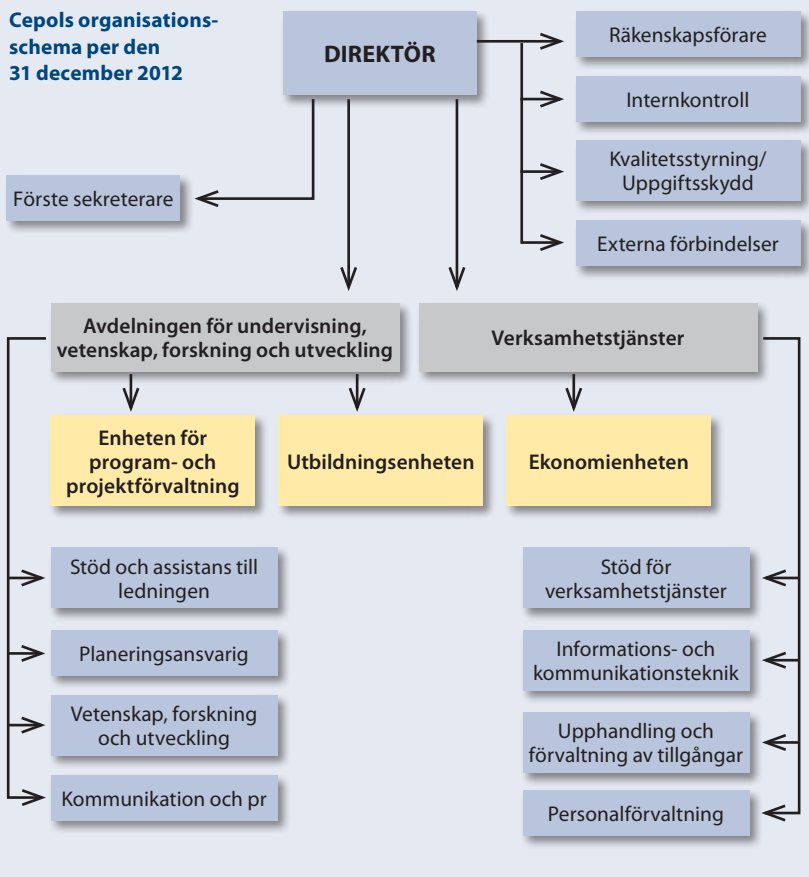 Cepols organisations-
schema per den
31 december 2012
DIREKTÖR
Räkenskapsförare
Internkontroll
Kvalitetsstyrning/
Uppgiftsskydd
Externa förbindelser
Förste sekreterare
Avdelningen för undervisning,
vetenskap, forskning och utveckling
Verksamhetstjänster
Enheten för
program- och
projektförvaltning
Utbildningsenheten
Ekonomienheten
Stöd och assistans till
ledningen
Planeringsansvarig
Vetenskap, forskning
och utveckling
Kommunikation och pr
Stöd för
verksamhetstjänster
Informations- och
kommunikationsteknik
Upphandling och
förvaltning av tillgångar
Personalförvaltning